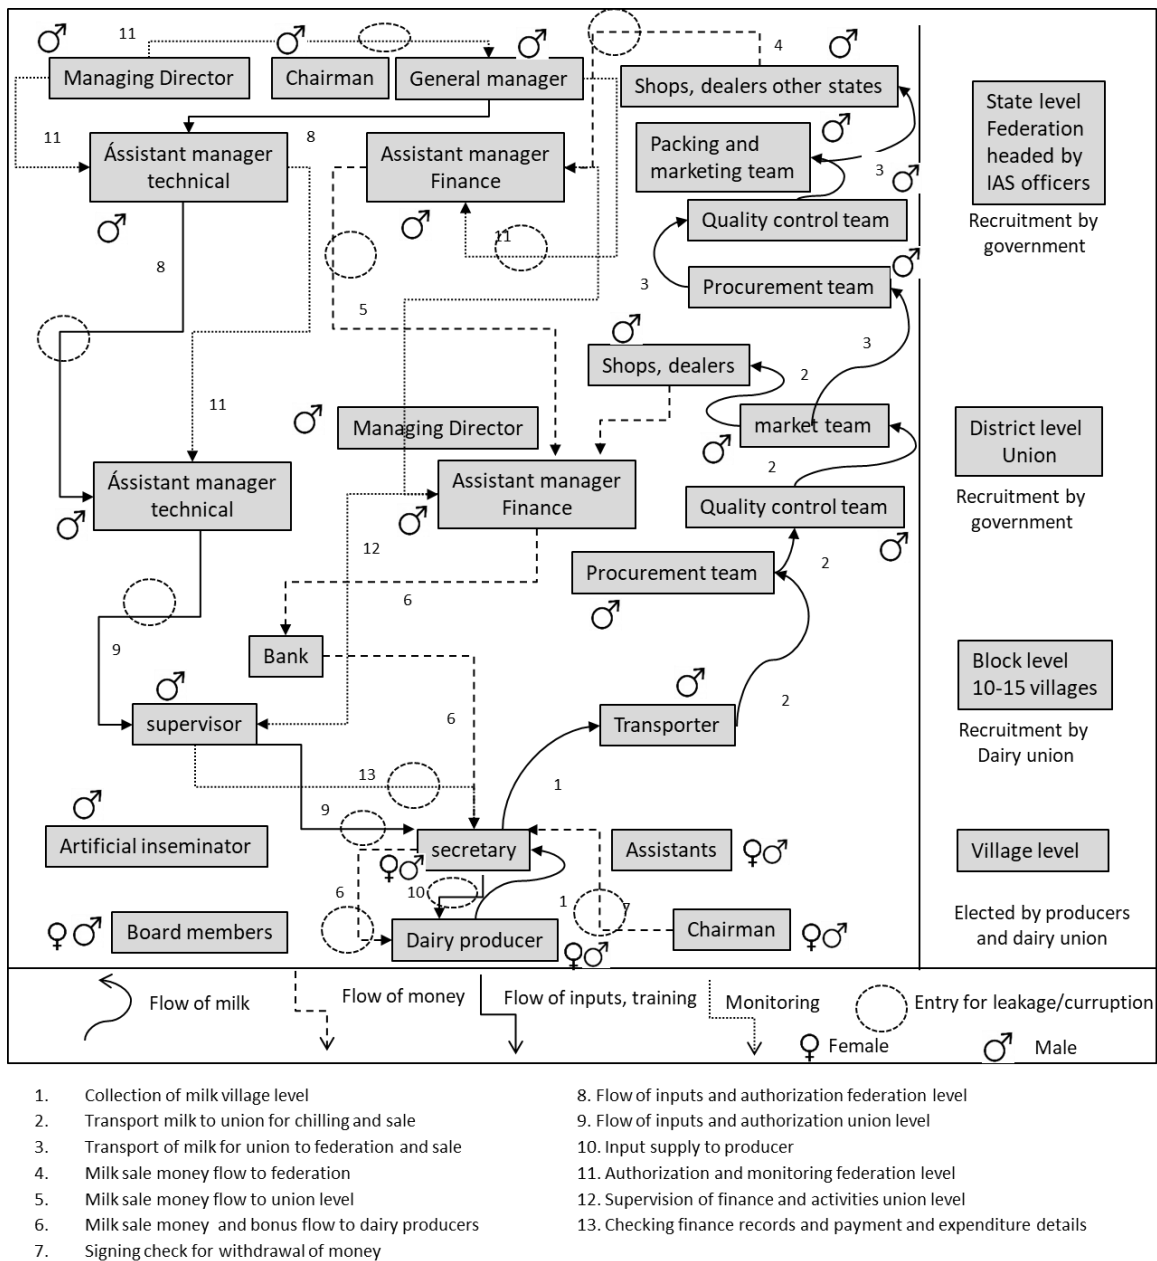 11
Managing Director
Chairman
General manager
4
Shops, dealers other states
State level
Federation
headed by
IAS officers
Recruitment by
government
11
8
Ássistant manager
technical
Assistant manager
Finance
Packing and
marketing team
3
Quality control team
11
8
Procurement team
3
5
3
Shops, dealers
2
11
Managing Director
market team
District level
Union
2
Recruitment by
government
Ássistant manager
technical
Assistant manager
Finance
Quality control team
12
2
Procurement team
6
9
Bank
Block level
10-15 villages
2
Recruitment by
Dairy union
supervisor
6
Transporter
13
1
9
Artificial inseminator
secretary
Assistants
Village level
6
10
1
7
Board members
Dairy producer
Chairman
Elected by producers
and dairy union
Flow of milk
Flow of money
Flow of inputs, training
Monitoring
Entry for leakage/curruption
Female
Male
1. Collection of milk village level
2. Transport milk to union for chilling and sale
3. Transport of milk for union to federation and sale
4. Milk sale money flow to federation
5. Milk sale money flow to union level
6. Milk sale money and bonus flow to dairy producers
7. Signing check for withdrawal of money
8. Flow of inputs and authorization federation level
9. Flow of inputs and authorization union level
10. Input supply to producer
11. Authorization and monitoring federation level
12. Supervision of finance and activities union level
13. Checking finance records and payment and expenditure details